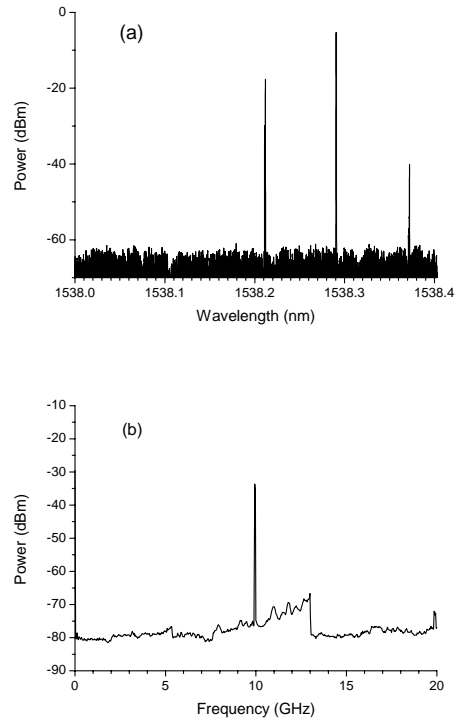 (a)
0
-20
-40
-60
Power (dBm)
1538.0 1538.1 1538.2 1538.3 1538.4
Wavelength (nm)
(b)
-10
-20
-30
-40
-50
-60
-70
-80
-90
Power (dBm)
0 5 10 15 20
Frequency (GHz)